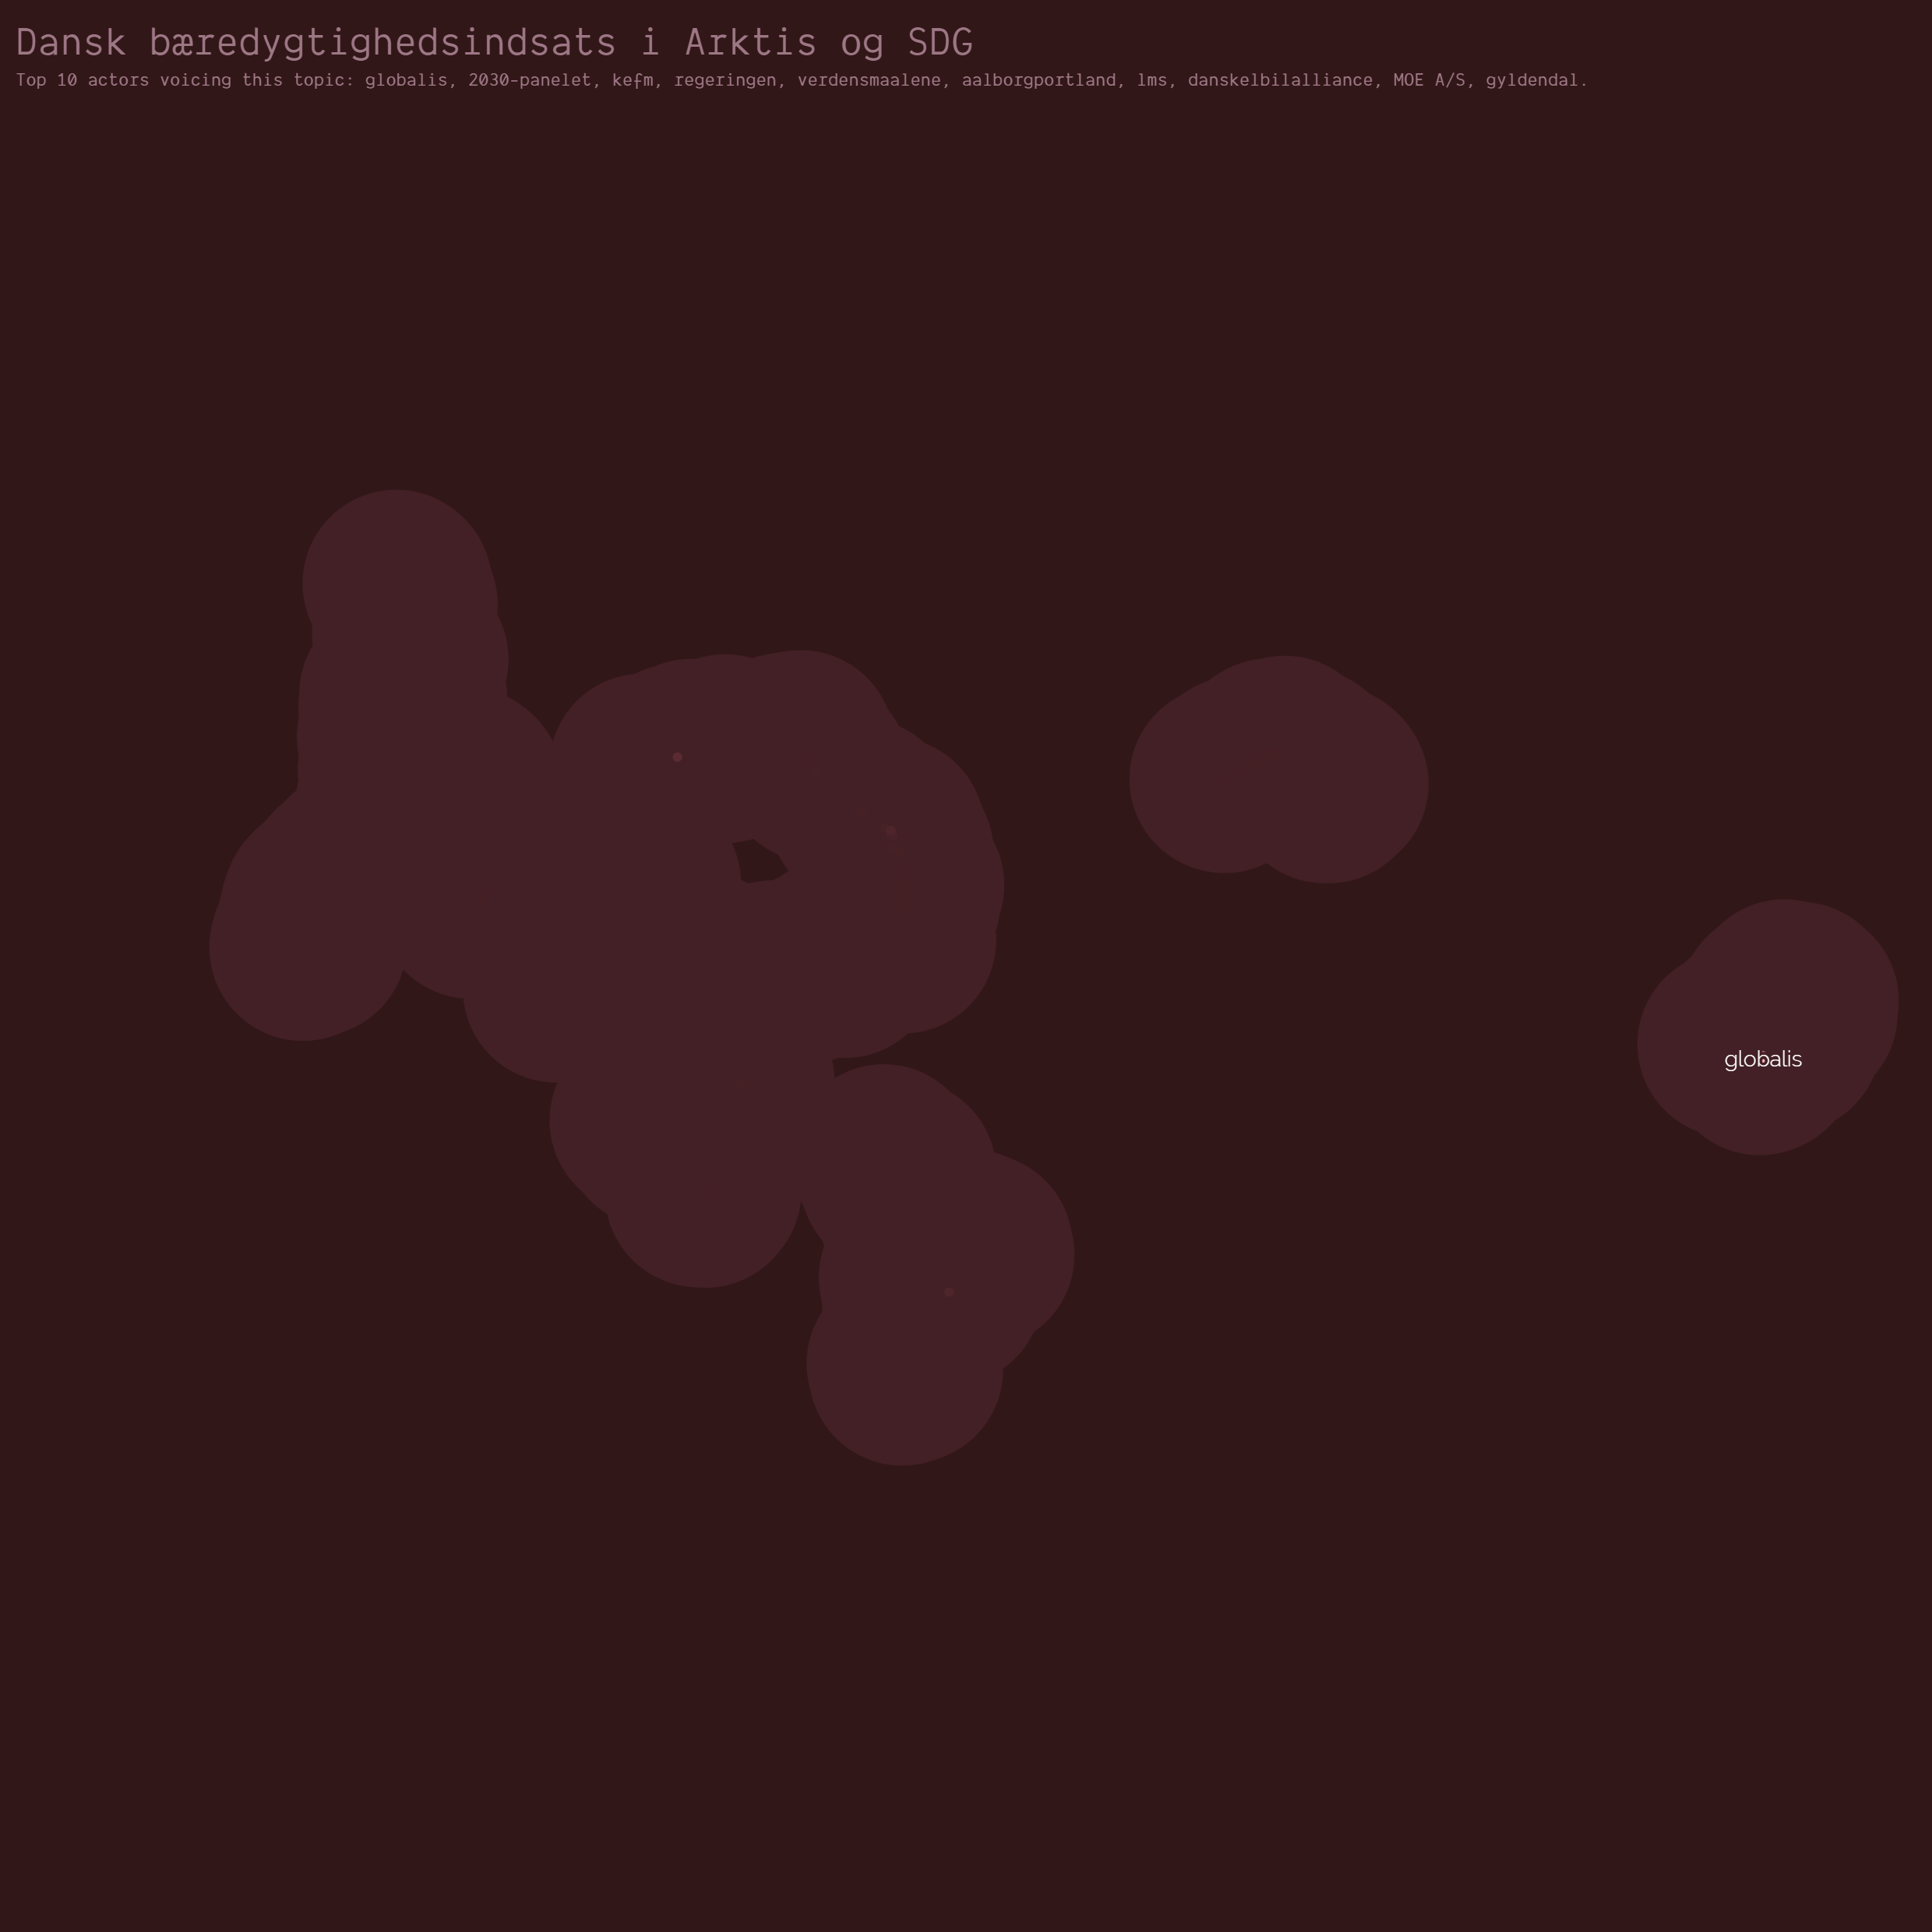 Dansk bæredygtighedsindsats i Arktis og SDG
Top 10 actors voicing this topic: globalis, 2030-panelet, kefm, regeringen, verdensmaalene, aalborgportland, lms, danskelbilalliance, MOE A/S, gyldendal.
globalis